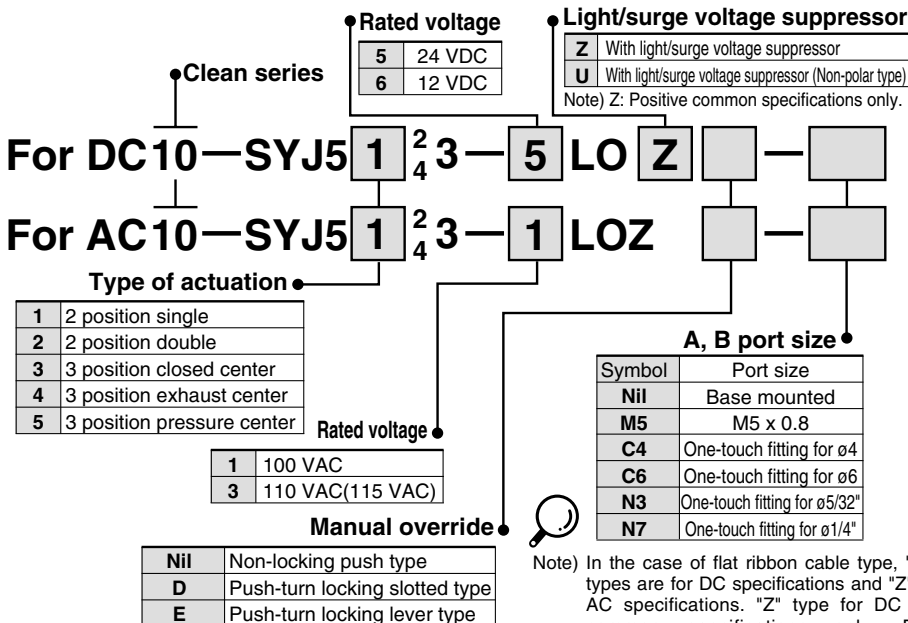 Rated voltage
5 24 VDC
6 12 VDC
Light/surge voltage suppressor
Z With light/surge voltage suppressor
U With light/surge voltage suppressor (Non-polar type)
Note) Z: Positive common specifications only.
Clean series
For DC 10 — SYJ5 1 2 4 3 — 5 LO Z —
For AC 10 — SYJ5 1 2 4 3 — 1 LOZ —
Type of actuation
1 2 position single
2 2 position double
3 3 position closed center
4 3 position exhaust center
5 3 position pressure center
Rated voltage
1 100 VAC
3 110 VAC(115 VAC)
Manual override
Nil Non-locking push type
D Push-turn locking slotted type
E Push-turn locking lever type
A, B port size
Symbol Port size
Nil Base mounted
M5 M5 x 0.8
C4 One-touch fitting for ø4
C6 One-touch fitting for ø6
N3 One-touch fitting for ø5/32"
N7 One-touch fitting for ø1/4"
Note) In the case of flat ribbon cable type, "
types are for DC specifications and "Z"
AC specifications. "Z" type for DC